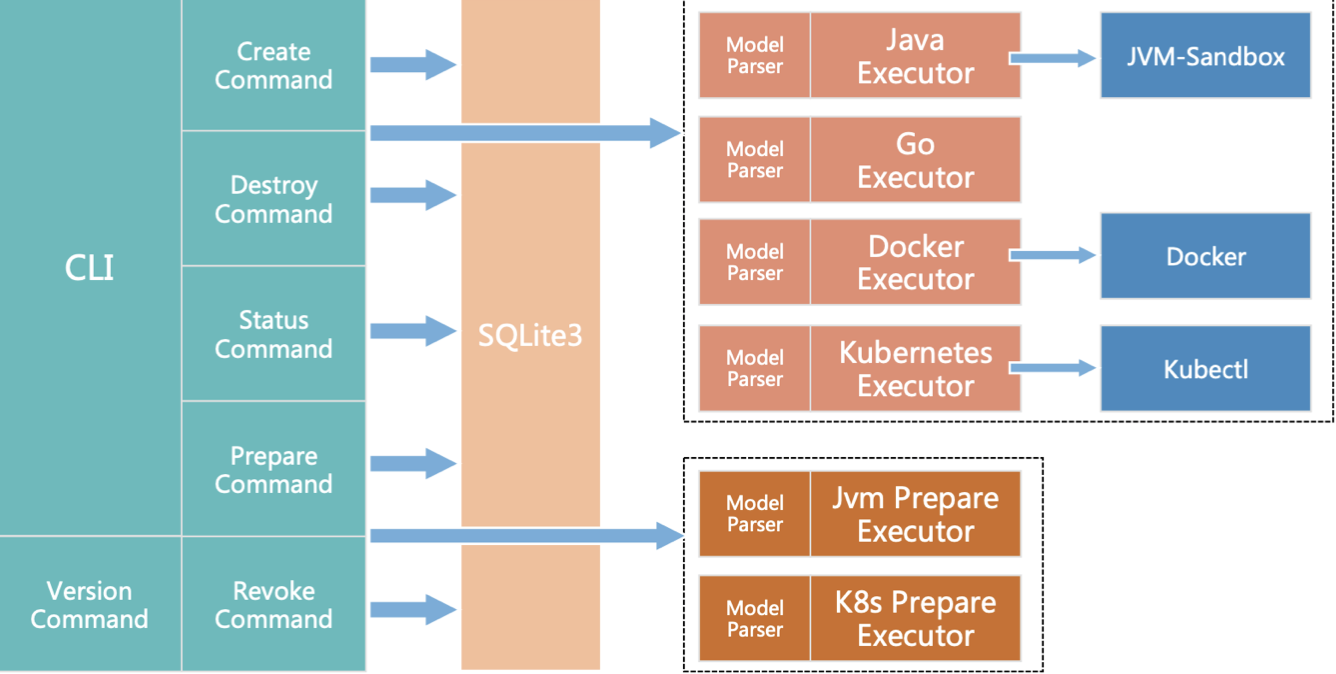 CLI
Version
Command
Create
Command
Destroy
Command
Status
Command
Prepare
Command
Revoke
Command
SQLite3
Model
Parser
Java
Executor
JVM-Sandbox
Model
Parser
Go
Executor
Model
Parser
Docker
Executor
Docker
Model
Parser
Kubernetes
Executor
Kubectl
Model
Parser
Jvm Prepare
Executor
Model
Parser
K8s Prepare
Executor